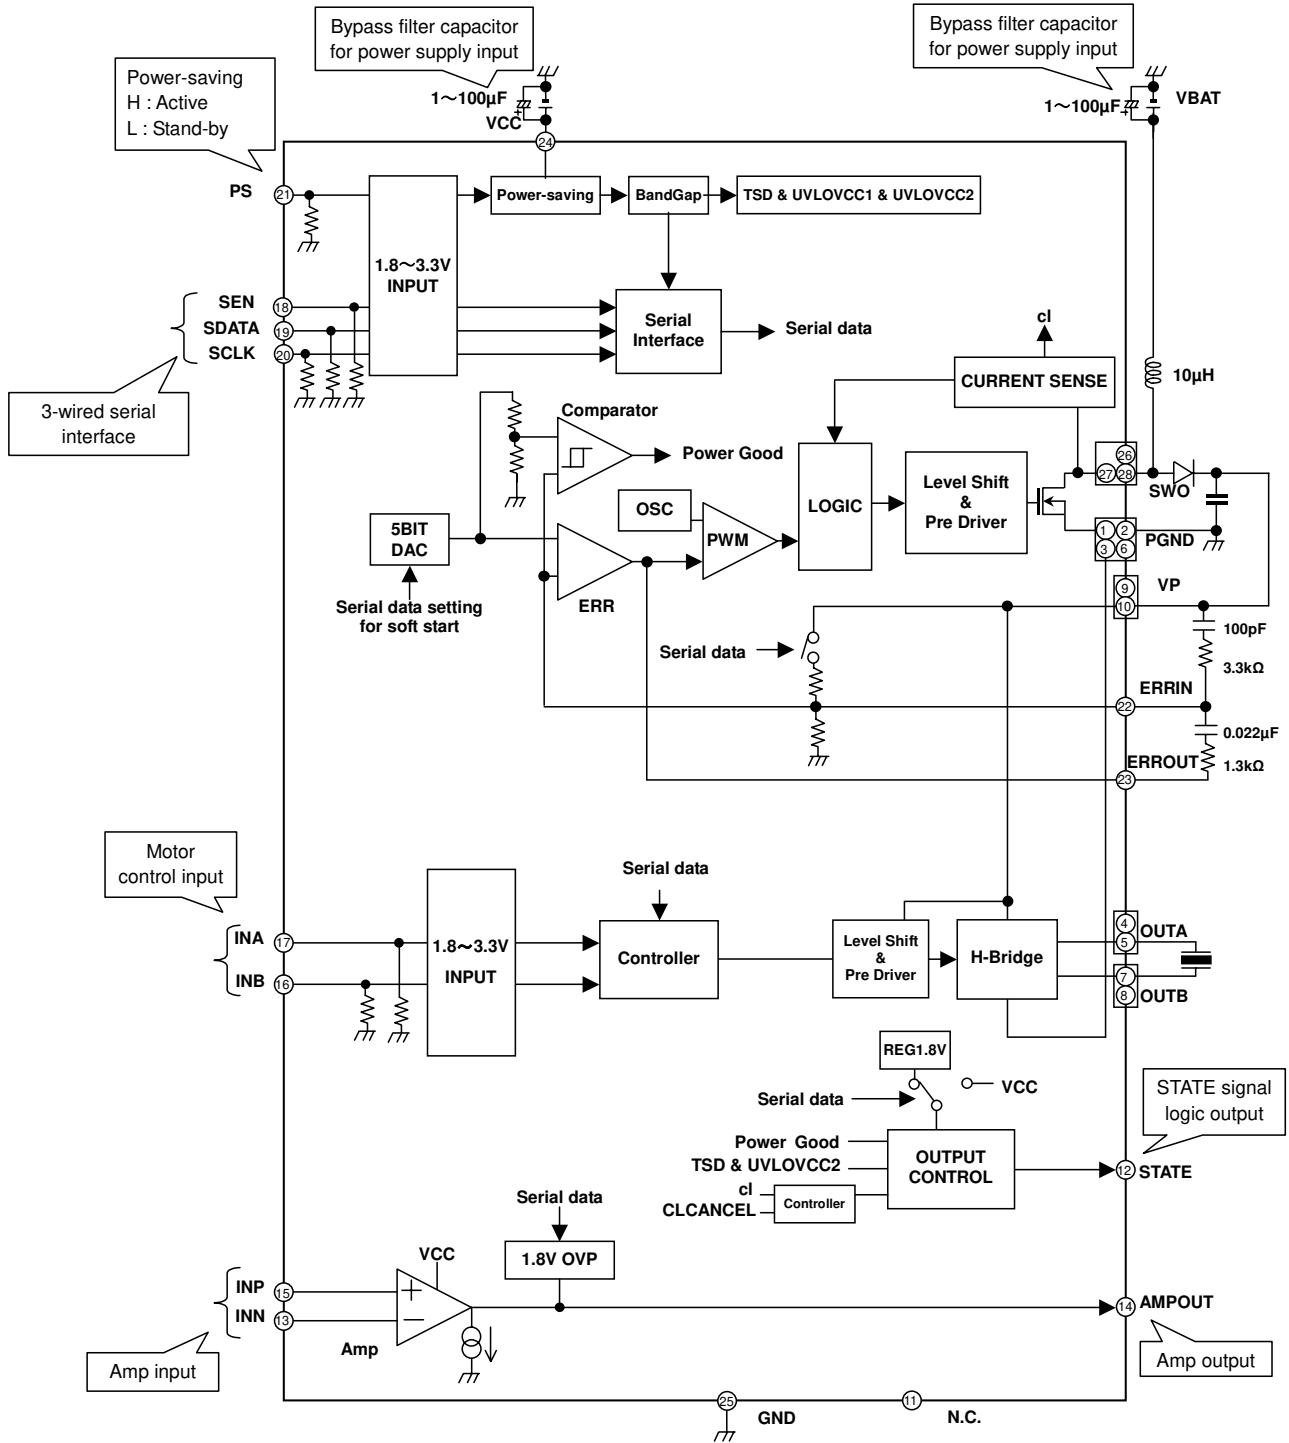 Bypass filter capacitor
for power supply input
Bypass filter capacitor
for power supply input
Power-saving
H : Active
L : Stand-by
1～100µF
+
VCC
1～100µF
+
VBAT
24
PS
21
Power-saving
BandGap
TSD & UVLOVCC1 & UVLOVCC2
1.8～3.3V
INPUT
SEN
18
SDATA
19
SCLK
20
Serial
Interface
Serial data
cl
CURRENT SENSE
10µH
3-wired serial
interface
Comparator
Power Good
26
27
28
SWO
OSC
LOGIC
Level Shift
&
Pre Driver
5BIT
DAC
PWM
1
2
3
6
PGND
ERR
Serial data setting
for soft start
9
10
VP
100pF
Serial data
3.3kΩ
ERRIN
22
0.022µF
ERROUT
1.3kΩ
23
Motor
control input
Serial data
INA
17
INB
16
1.8～3.3V
INPUT
Controller
Level Shift
&
Pre Driver
H-Bridge
4
5
OUTA
7
8
OUTB
REG1.8V
VCC
Serial data
STATE signal
logic output
Power Good
TSD & UVLOVCC2
cl
CLCANCEL
Controller
OUTPUT
CONTROL
12
STATE
Serial data
1.8V OVP
VCC
INP
15
INN
13
+
−
Amp
14
AMPOUT
Amp input
Amp output
25
GND
11
N.C.